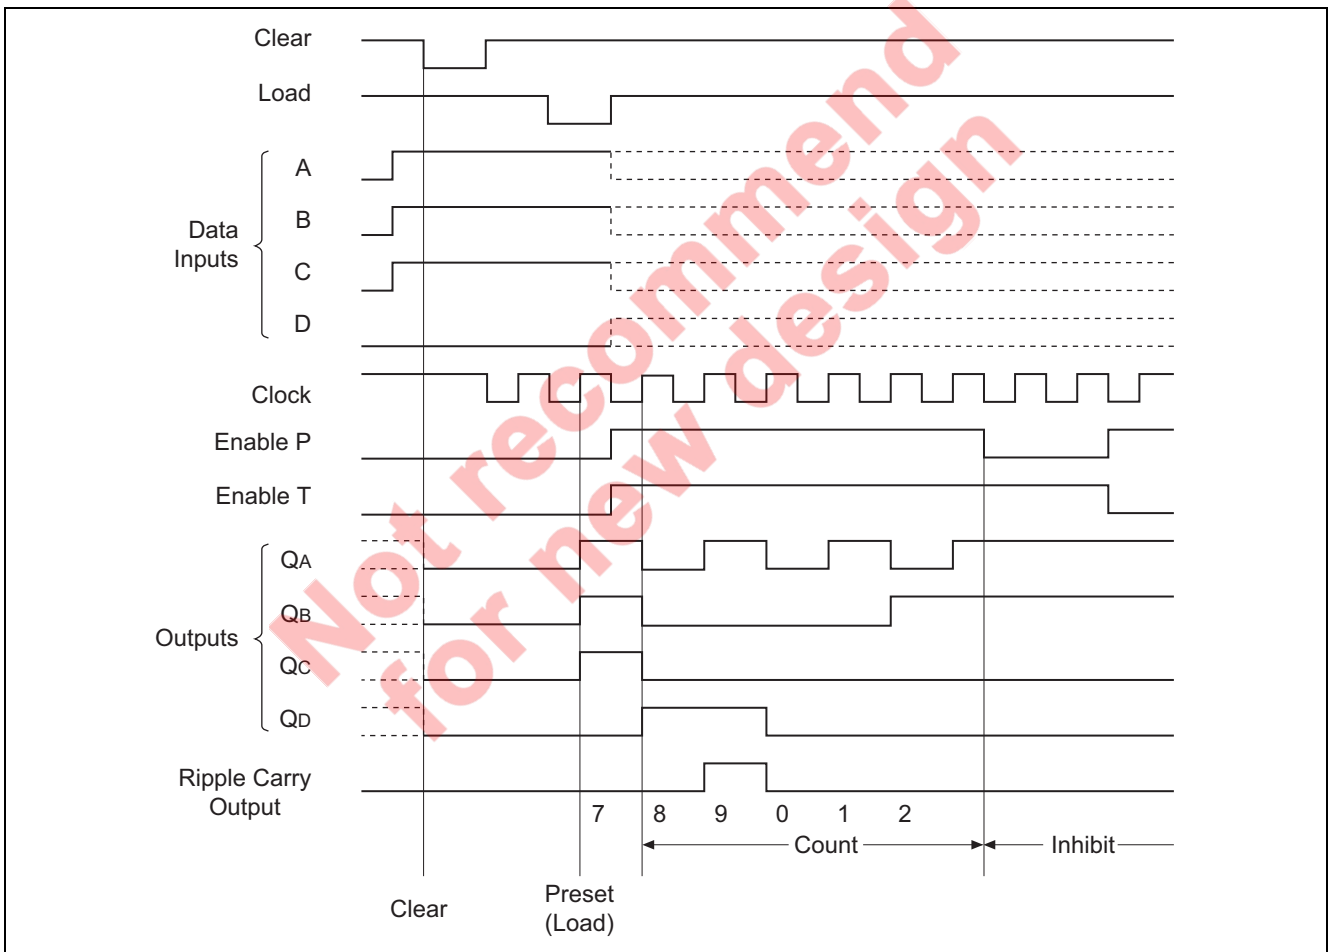 Clear
Load
A
B
Data
Inputs
C
D
Clock
Enable P
Enable T
QA
QB
Outputs
QC
QD
Ripple Carry
Output
7 8 9 0 1 2
Count Inhibit
Clear
Preset
(Load)
Not recommend
for new design